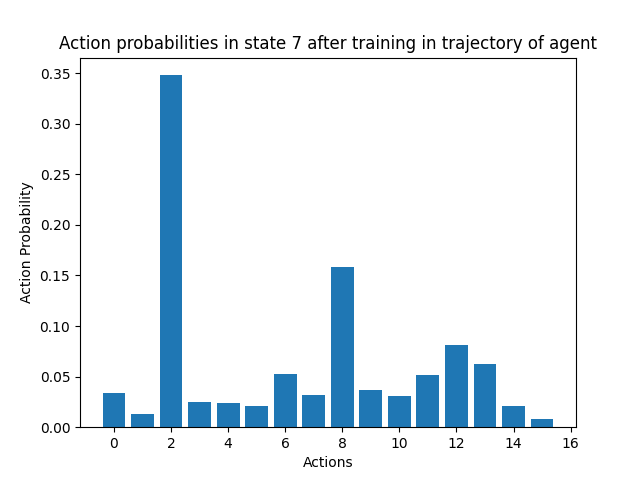 Action probabilities in state 7 after training in trajectory of agent
0.35
0.30
0.25
0.20
0.15
0.10
0.05
0.00
Action Probability
0 2 4 6 8 10 12 14 16
Actions